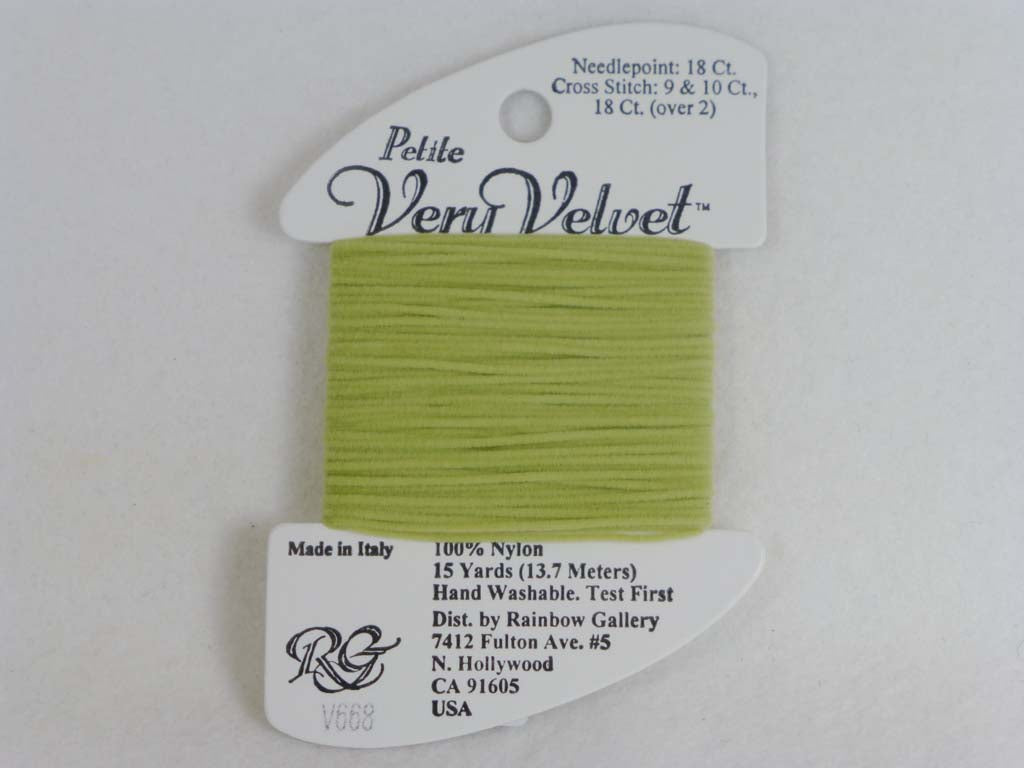 Needlepoint: 18 Ct.
Cross Stitch: 9 & 10 Ct.,
18 Ct. (over 2)
Petite
Very Velvet™
Made in Italy
100% Nylon
15 Yards (13.7 Meters)
Hand Washable. Test First
Dist. by Rainbow Gallery
7412 Fulton Ave. #5
N. Hollywood
CA 91605
USA
RG
V668